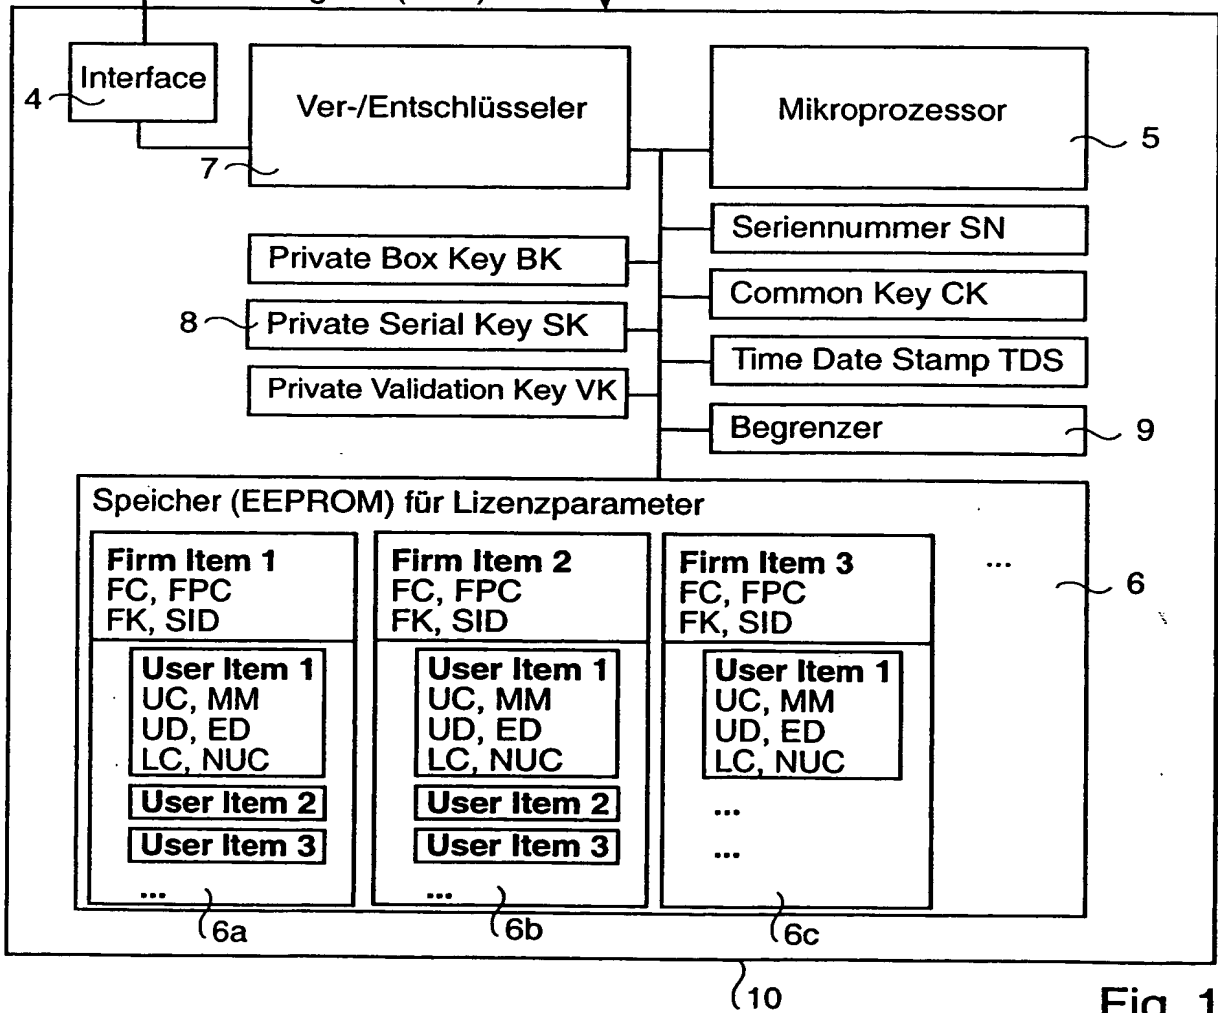 Interface
4
Ver-/Entschlüsseler
7
Mikroprozessor
5
Seriennummer SN
Private Box Key BK
Common Key CK
8
Private Serial Key SK
Time Date Stamp TDS
Private Validation Key VK
Begrenzer
9
Speicher (EEPROM) für Lizenzparameter
Firm Item 1
FC, FPC
FK, SID
User Item 1
UC, MM
UD, ED
LC, NUC
User Item 2
User Item 3
...
6a
Firm Item 2
FC, FPC
FK, SID
User Item 1
UC, MM
UD, ED
LC, NUC
User Item 2
User Item 3
...
6b
Firm Item 3
FC, FPC
FK, SID
User Item 1
UC, MM
UD, ED
LC, NUC
...
...
6c
...
6
10
Fig. 1